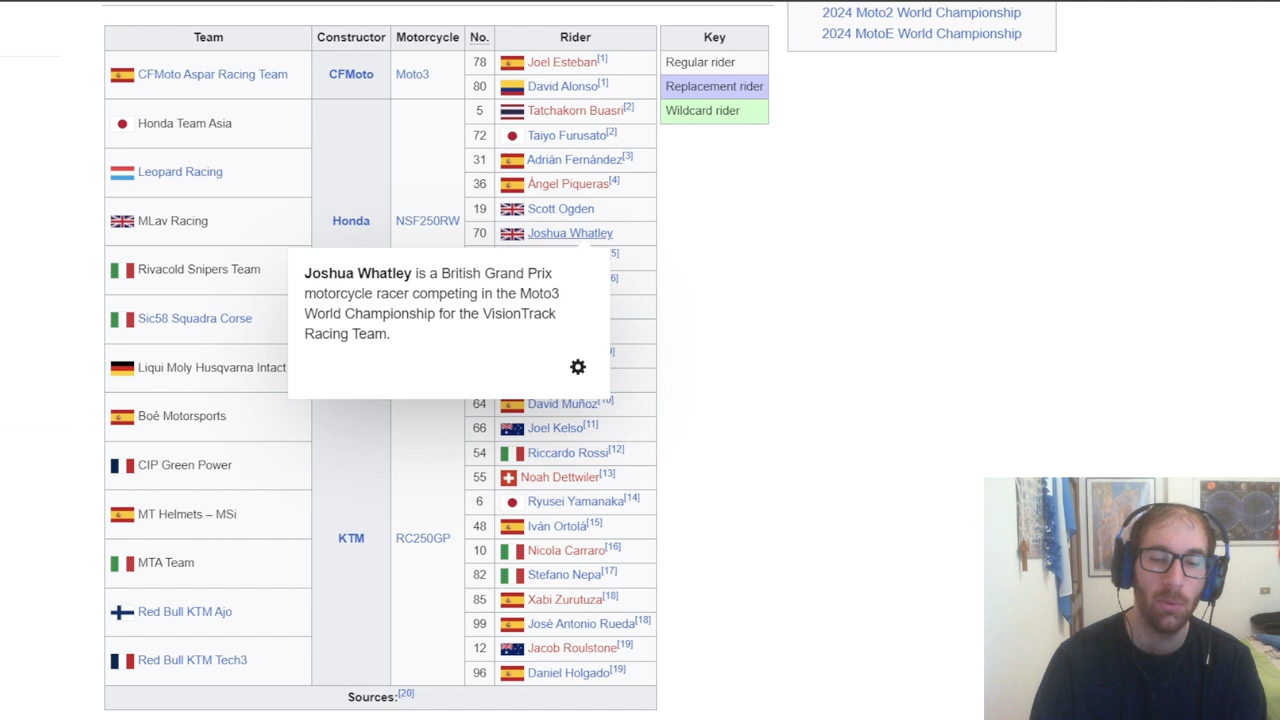 2024 Moto2 World Championship
2024 MotoE World Championship
Team Constructor Motorcycle No. Rider Key
CFMoto Aspar Racing Team CFMoto Moto3 78 Joel Esteban[1] Regular rider
80 David Alonso[1] Replacement rider
Honda Team Asia 5 Tatchakorn Buasri[2] Wildcard rider
72 Taiyo Furusato[2]
Leopard Racing 31 Adrián Fernández[3]
36 Ángel Piqueras[4]
MLav Racing Honda NSF250RW 19 Scott Ogden
70 Joshua Whatley
Rivacold Snipers Team 5]
6]
Sic58 Squadra Corse
Liqui Moly Husqvarna Intact
Joshua Whatley is a British Grand Prix
motorcycle racer competing in the Moto3
World Championship for the VisionTrack
Racing Team.
Boé Motorsports 64 David Muñoz[10]
66 Joel Kelso[11]
CIP Green Power 54 Riccardo Rossi[12]
55 Noah Dettwiler[13]
MT Helmets – MSi KTM RC250GP 6 Ryusei Yamanaka[14]
48 Iván Ortolá[15]
MTA Team 10 Nicola Carraro[16]
82 Stefano Nepa[17]
Red Bull KTM Ajo 85 Xabi Zurutuza[18]
99 José Antonio Rueda[18]
Red Bull KTM Tech3 12 Jacob Roulstone[19]
96 Daniel Holgado[19]
Sources:[20]